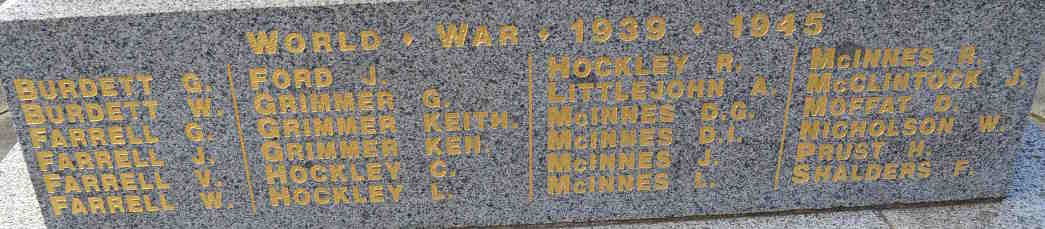 WORLD WAR 1939 1945
BURDETT G.
BURDETT W.
FARRELL G.
FARRELL J.
FARRELL V.
FARRELL W.
FORD J.
GRIMMER G.
GRIMMER KEITH.
GRIMMER KEN.
HOCKLEY C.
HOCKLEY L.
HOCKLEY R.
LITTLEJOHN A.
MCINNES D.G.
MCINNES D.I.
MCINNES J.
MCINNES L.
MCINNES R.
MCCLINTOCK J.
MOFFAT D.
NICHOLSON W.
PRUST H.
SHALDERS F.